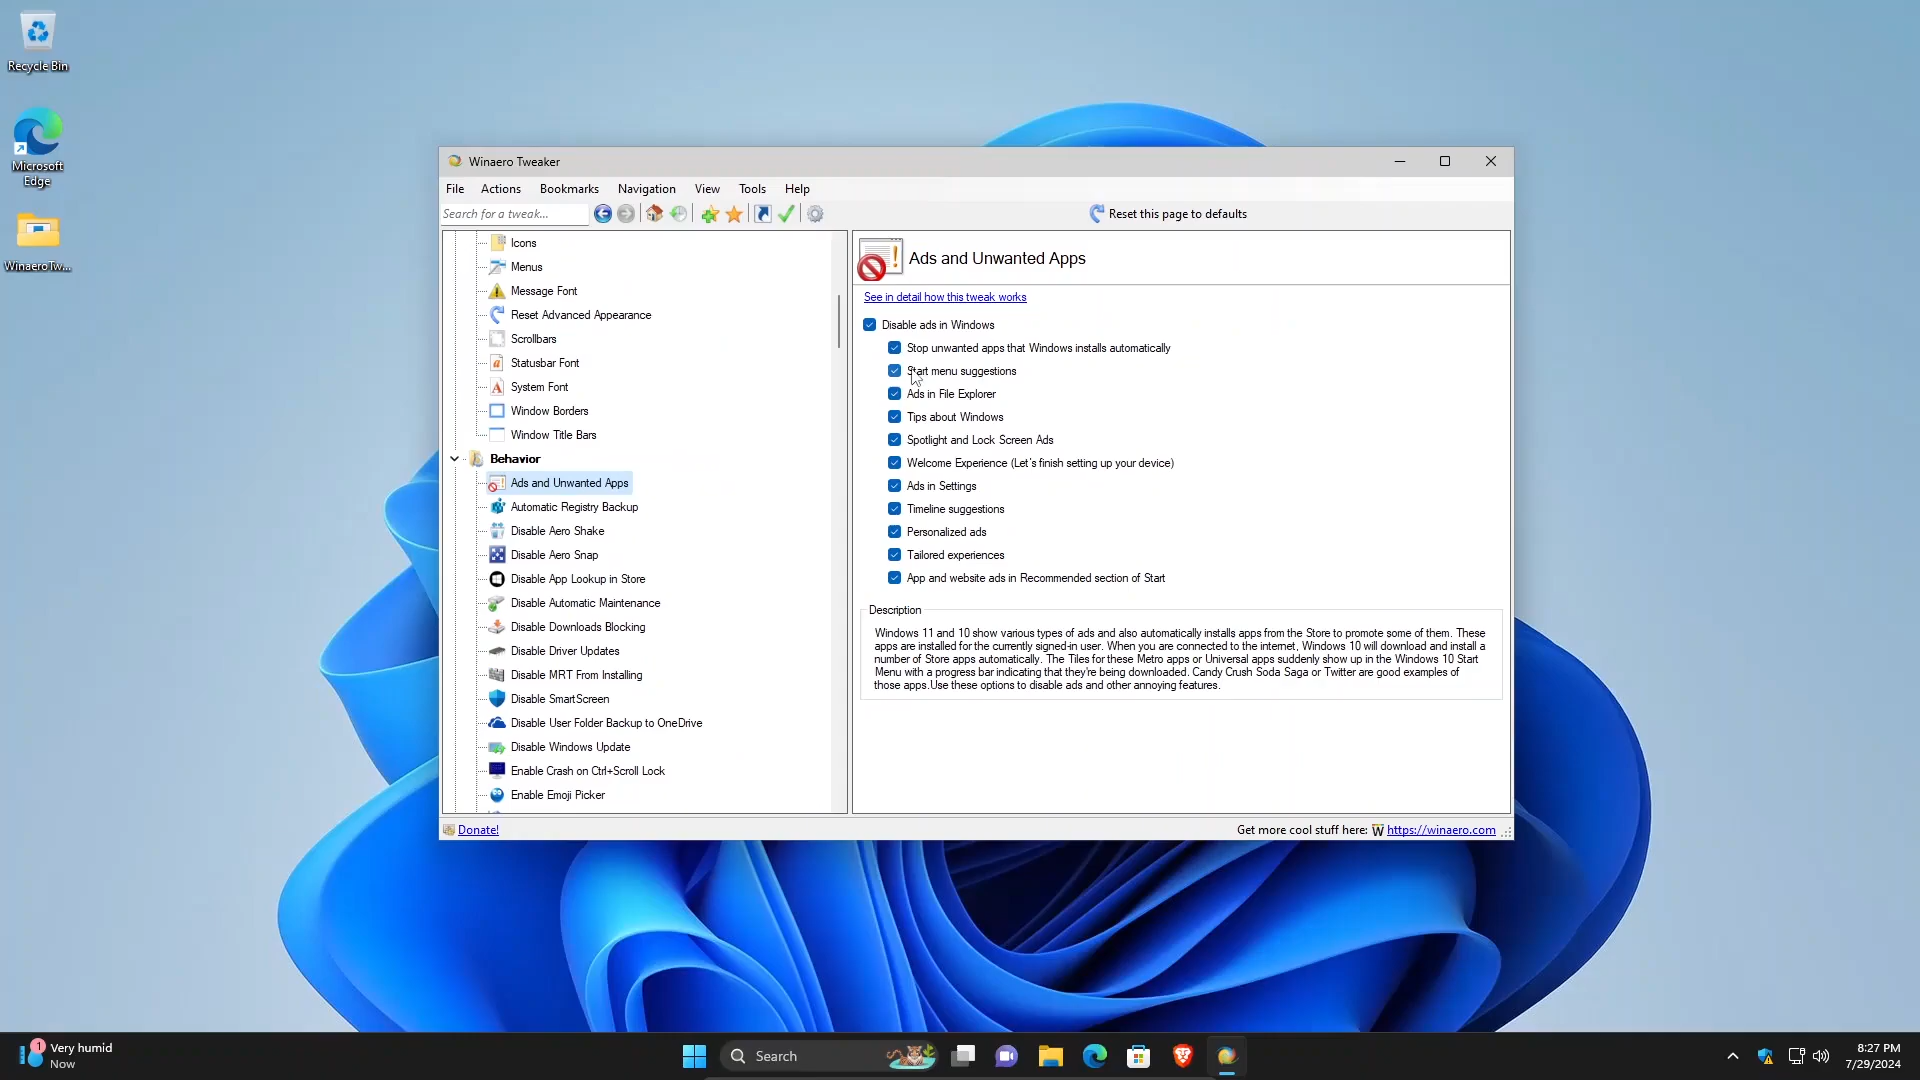 Recycle Bin
Microsoft
Edge
WinaeroTw...
Winaero Tweaker
File Actions Bookmarks Navigation View Tools Help
Search for a tweak...
Reset this page to defaults
Icons
Menus
Message Font
Reset Advanced Appearance
Scrollbars
a Statusbar Font
A System Font
Window Borders
Window Title Bars
Behavior
Ads and Unwanted Apps
Automatic Registry Backup
Disable Aero Shake
Disable Aero Snap
Disable App Lookup in Store
Disable Automatic Maintenance
Disable Downloads Blocking
Disable Driver Updates
Disable MRT From Installing
Disable SmartScreen
Disable User Folder Backup to OneDrive
Disable Windows Update
Enable Crash on Ctrl+Scroll Lock
Enable Emoji Picker
Ads and Unwanted Apps
See in detail how this tweak works
Disable ads in Windows
Stop unwanted apps that Windows installs automatically
Start menu suggestions
Ads in File Explorer
Tips about Windows
Spotlight and Lock Screen Ads
Welcome Experience (Let's finish setting up your device)
Ads in Settings
Timeline suggestions
Personalized ads
Tailored experiences
App and website ads in Recommended section of Start
Description
Windows 11 and 10 show various types of ads and also automatically installs apps from the Store to promote some of them. These
apps are installed for the currently signed-in user. When you are connected to the internet, Windows 10 will download and install a
number of Store apps automatically. The Tiles for these Metro apps or Universal apps suddenly show up in the Windows 10 Start
Menu with a progress bar indicating that they're being downloaded. Candy Crush Soda Saga or Twitter are good examples of
those apps.Use these options to disable ads and other annoying features.
Donate!
Get more cool stuff here: W https://winaero.com
1
Very humid
Now
Search
8:27 PM
7/29/2024